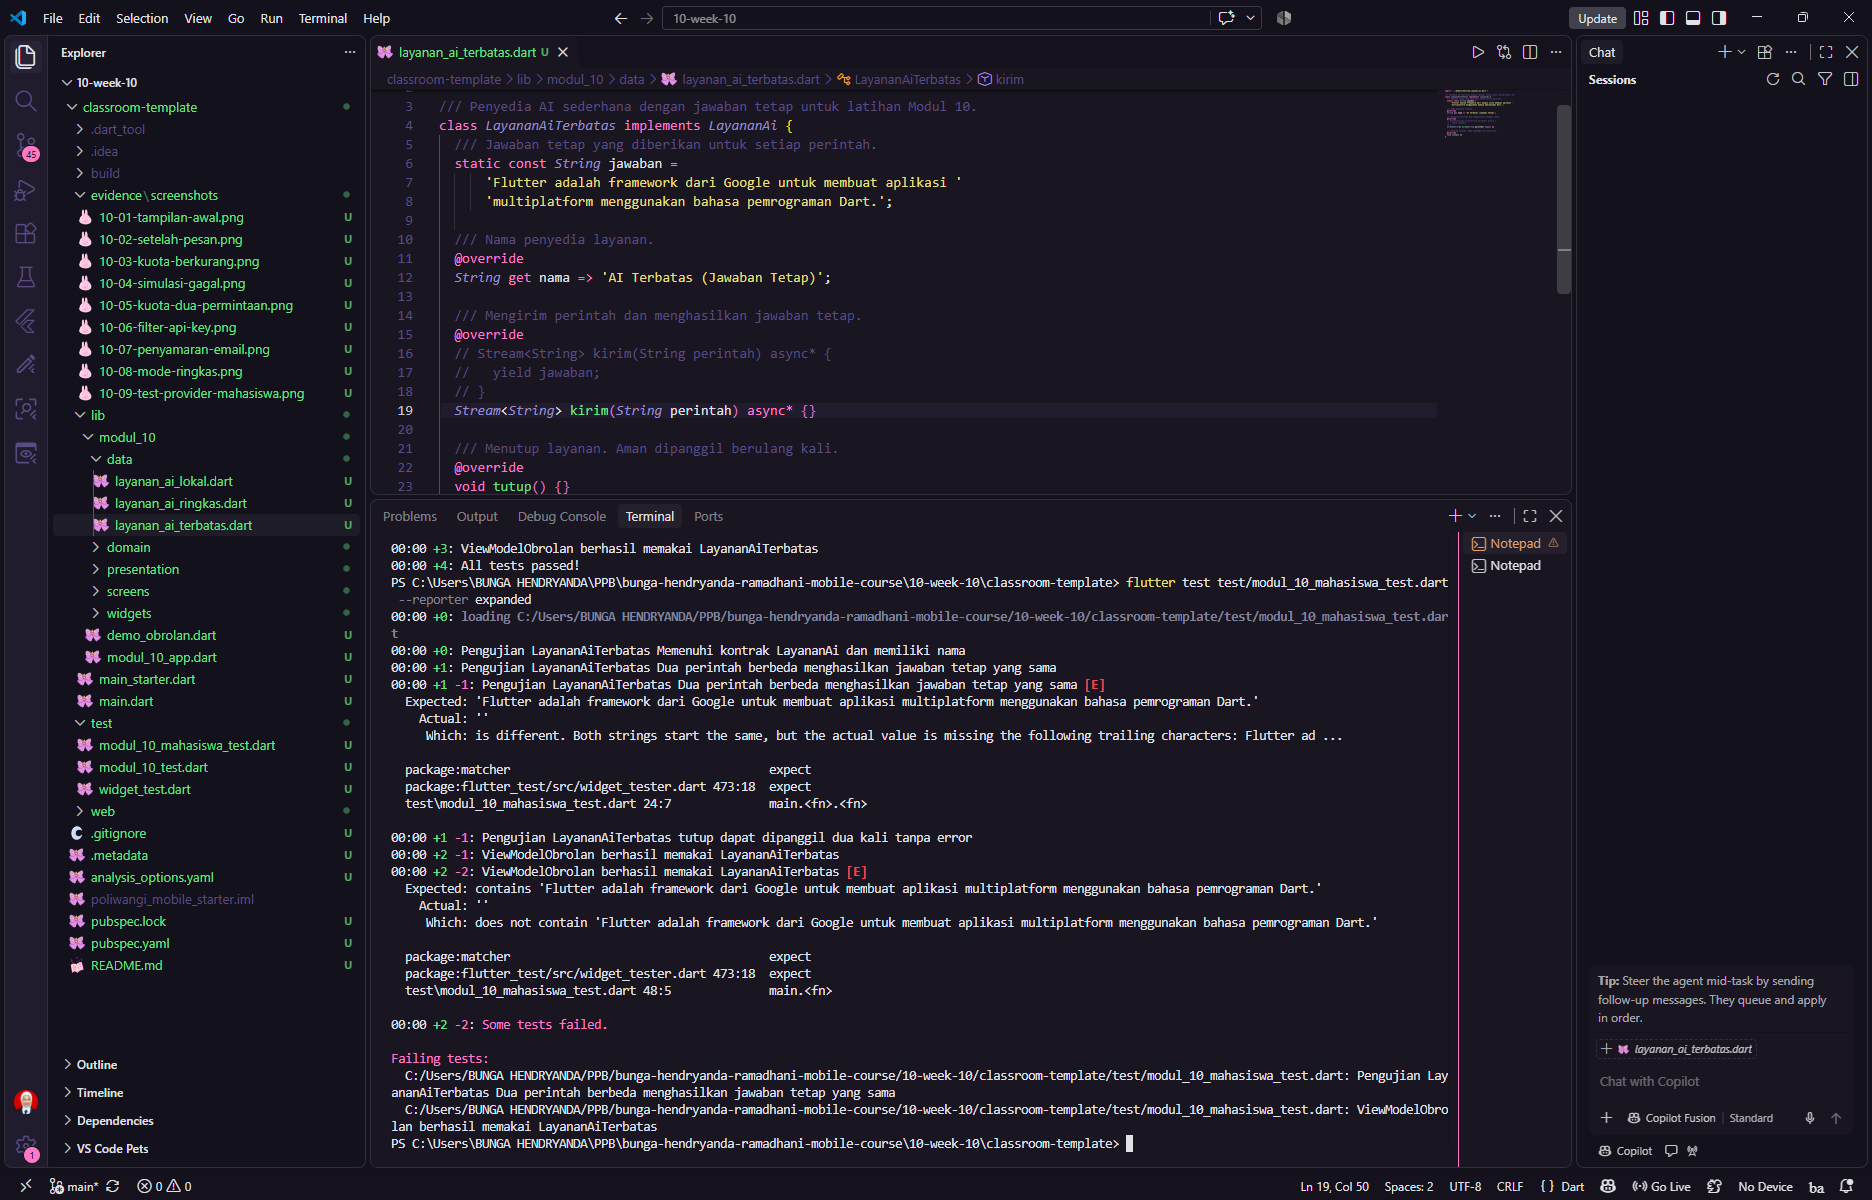 File Edit Selection View Go Run Terminal Help
10-week-10
Update
Explorer
10-week-10
classroom-template
.dart_tool
.idea
build
evidence\screenshots
10-01-tampilan-awal.png U
10-02-setelah-pesan.png U
10-03-kuota-berkurang.png U
10-04-simulasi-gagal.png U
10-05-kuota-dua-permintaan.png U
10-06-filter-api-key.png U
10-07-penyamaran-email.png U
10-08-mode-ringkas.png U
10-09-test-provider-mahasiswa.png U
lib
modul_10
data
layanan_ai_lokal.dart U
layanan_ai_ringkas.dart U
layanan_ai_terbatas.dart U
domain
presentation
screens
widgets
demo_obrolan.dart U
modul_10_app.dart U
main_starter.dart U
main.dart U
test
modul_10_mahasiswa_test.dart U
modul_10_test.dart U
widget_test.dart U
web
.gitignore U
.metadata U
analysis_options.yaml U
poliwangi_mobile_starter.iml
pubspec.lock U
pubspec.yaml U
README.md U
Outline
Timeline
Dependencies
VS Code Pets
45
1
layanan_ai_terbatas.dart U
classroom-template > lib > modul_10 > data > layanan_ai_terbatas.dart > LayananAiTerbatas > kirim
3 /// Penyedia AI sederhana dengan jawaban tetap untuk latihan Modul 10.
4 class LayananAiTerbatas implements LayananAi {
5 /// Jawaban tetap yang diberikan untuk setiap perintah.
6 static const String jawaban =
7 'Flutter adalah framework dari Google untuk membuat aplikasi '
8 'multiplatform menggunakan bahasa pemrograman Dart.';
9
10 /// Nama penyedia layanan.
11 @override
12 String get nama => 'AI Terbatas (Jawaban Tetap)';
13
14 /// Mengirim perintah dan menghasilkan jawaban tetap.
15 @override
16 // Stream<String> kirim(String perintah) async* {
17 //   yield jawaban;
18 // }
19 Stream<String> kirim(String perintah) async* {}
20
21 /// Menutup layanan. Aman dipanggil berulang kali.
22 @override
23 void tutup() {}
Problems Output Debug Console Terminal Ports
00:00 +3: ViewModelObrolan berhasil memakai LayananAiTerbatas
00:00 +4: All tests passed!
PS C:\Users\BUNGA HENDRYANDA\PPB\bunga-hendryanda-ramadhani-mobile-course\10-week-10\classroom-template> flutter test test/modul_10_mahasiswa_test.dart
--reporter expanded
00:00 +0: loading C:/Users/BUNGA HENDRYANDA/PPB/bunga-hendryanda-ramadhani-mobile-course/10-week-10/classroom-template/test/modul_10_mahasiswa_test.dar
t
00:00 +0: Pengujian LayananAiTerbatas Memenuhi kontrak LayananAi dan memiliki nama
00:00 +1: Pengujian LayananAiTerbatas Dua perintah berbeda menghasilkan jawaban tetap yang sama
00:00 +1 -1: Pengujian LayananAiTerbatas Dua perintah berbeda menghasilkan jawaban tetap yang sama [E]
Expected: 'Flutter adalah framework dari Google untuk membuat aplikasi multiplatform menggunakan bahasa pemrograman Dart.'
Actual: ''
Which: is different. Both strings start the same, but the actual value is missing the following trailing characters: Flutter ad ...
package:matcher expect
package:flutter_test/src/widget_tester.dart 473:18 expect
test\modul_10_mahasiswa_test.dart 24:7 main.<fn>.<fn>
00:00 +1 -1: Pengujian LayananAiTerbatas tutup dapat dipanggil dua kali tanpa error
00:00 +2 -1: ViewModelObrolan berhasil memakai LayananAiTerbatas
00:00 +2 -2: ViewModelObrolan berhasil memakai LayananAiTerbatas [E]
Expected: contains 'Flutter adalah framework dari Google untuk membuat aplikasi multiplatform menggunakan bahasa pemrograman Dart.'
Actual: ''
Which: does not contain 'Flutter adalah framework dari Google untuk membuat aplikasi multiplatform menggunakan bahasa pemrograman Dart.'
package:matcher expect
package:flutter_test/src/widget_tester.dart 473:18 expect
test\modul_10_mahasiswa_test.dart 48:5 main.<fn>
00:00 +2 -2: Some tests failed.
Failing tests:
C:/Users/BUNGA HENDRYANDA/PPB/bunga-hendryanda-ramadhani-mobile-course/10-week-10/classroom-template/test/modul_10_mahasiswa_test.dart: Pengujian Lay
ananAiTerbatas Dua perintah berbeda menghasilkan jawaban tetap yang sama
C:/Users/BUNGA HENDRYANDA/PPB/bunga-hendryanda-ramadhani-mobile-course/10-week-10/classroom-template/test/modul_10_mahasiswa_test.dart: ViewModelObro
lan berhasil memakai LayananAiTerbatas
PS C:\Users\BUNGA HENDRYANDA\PPB\bunga-hendryanda-ramadhani-mobile-course\10-week-10\classroom-template>
Notepad
Notepad
Chat
Sessions
Tip: Steer the agent mid-task by sending
follow-up messages. They queue and apply
in order.
layanan_ai_terbatas.dart
Chat with Copilot
Copilot Fusion Standard
Copilot
main* 0 0
Ln 19, Col 50 Spaces: 2 UTF-8 CRLF {} Dart Go Live No Device ba